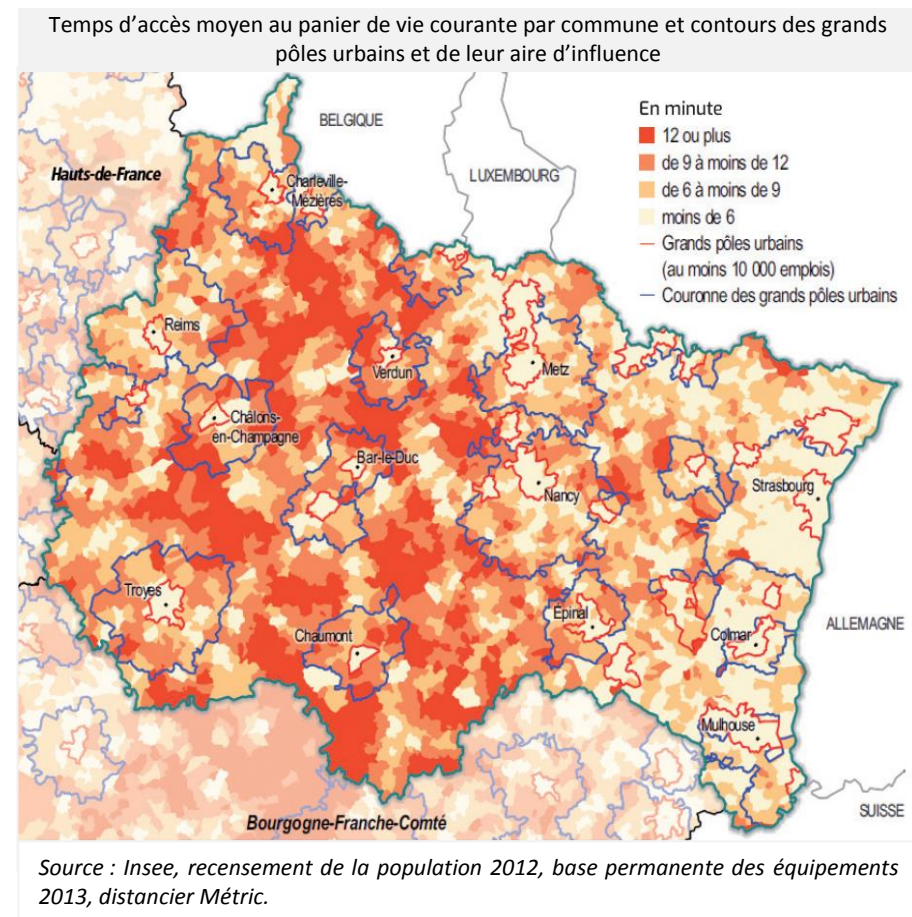 Temps d’accès moyen au panier de vie courante par commune et contours des grands
pôles urbains et de leur aire d’influence
BELGIQUE
En minute
12 ou plus
de 9 à moins de 12
de 6 à moins de 9
moins de 6
Grands pôles urbains
(au moins 10 000 emplois)
Couronne des grands pôles urbains
Hauts-de-France
LUXEMBOURG
Charleville-
Mézières
Reims
Verdun
Metz
Châlons-
en-Champagne
Bar-le-Duc
Nancy
Strasbourg
Troyes
Épinal
Chaumont
Colmar
ALLEMAGNE
Mulhouse
SUISSE
Bourgogne-Franche-Comté
Source : Insee, recensement de la population 2012, base permanente des équipements
2013, distancier Métric.